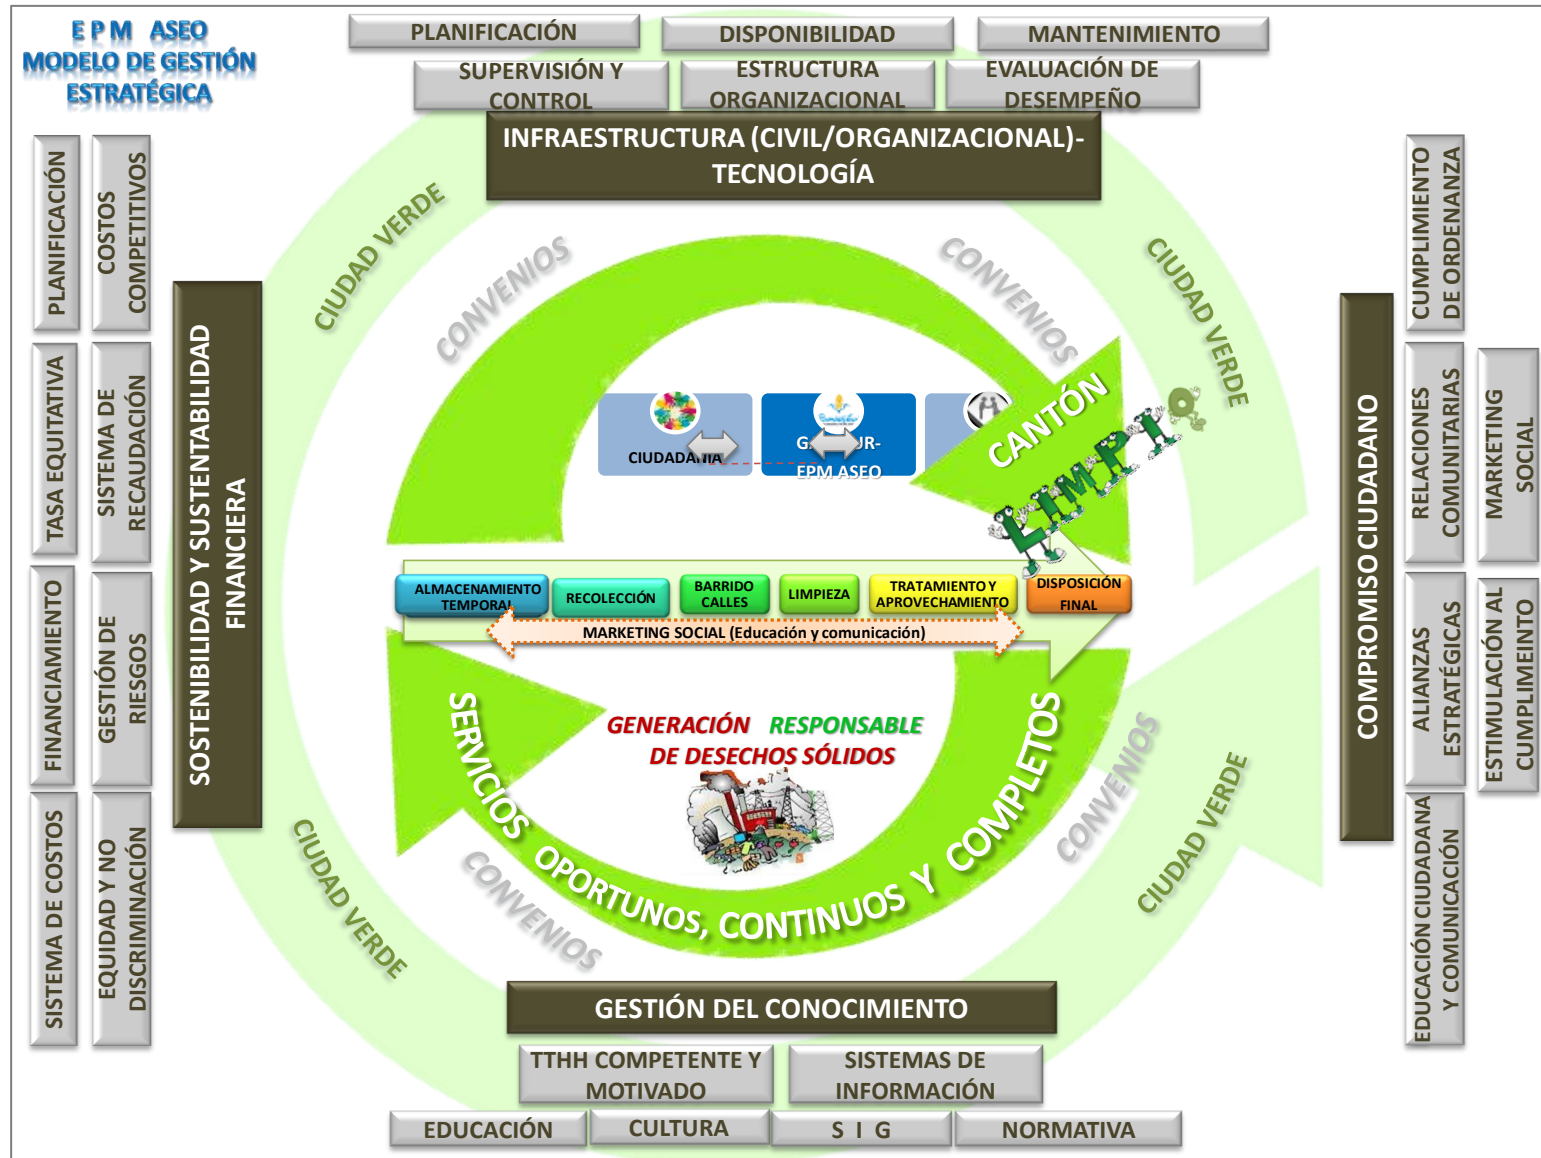 E P M ASEO
MODELO DE GESTIÓN
ESTRATÉGICA
PLANIFICACIÓN
DISPONIBILIDAD
MANTENIMIENTO
SUPERVISIÓN Y
CONTROL
ESTRUCTURA
ORGANIZACIONAL
EVALUACIÓN DE
DESEMPEÑO
INFRAESTRUCTURA (CIVIL/ORGANIZACIONAL)-
TECNOLOGÍA
PLANIFICACIÓN
COSTOS
COMPETITIVOS
TASA EQUITATIVA
SISTEMA DE
RECAUDACIÓN
FINANCIAMIENTO
GESTIÓN DE
RIESGOS
SISTEMA DE COSTOS
EQUIDAD Y NO
DISCRIMINACIÓN
SOSTENIBILIDAD Y SUSTENTABILIDAD
FINANCIERA
CIUDAD VERDE
CIUDAD VERDE
CIUDAD VERDE
CIUDAD VERDE
CONVENIOS
CONVENIOS
CONVENIOS
CONVENIOS
CANTÓN
LIMPIO
CIUDADANÍA
EPM ASEO
ALMACENAMIENTO
TEMPORAL
RECOLECCIÓN
BARRIDO
CALLES
LIMPIEZA
TRATAMIENTO Y
APROVECHAMIENTO
DISPOSICIÓN
FINAL
MARKETING SOCIAL (Educación y comunicación)
GENERACIÓN RESPONSABLE
DE DESECHOS SÓLIDOS
SERVICIOS OPORTUNOS, CONTINUOS Y COMPLETOS
COMPROMISO CIUDADANO
CUMPLIMIENTO
DE ORDENANZA
RELACIONES
COMUNITARIAS
MARKETING
SOCIAL
ALIANZAS
ESTRATÉGICAS
ESTIMULACIÓN AL
CUMPLIMEINTO
EDUCACIÓN CIUDADANA
Y COMUNICACIÓN
GESTIÓN DEL CONOCIMIENTO
TTHH COMPETENTE Y
MOTIVADO
SISTEMAS DE
INFORMACIÓN
EDUCACIÓN
CULTURA
S I G
NORMATIVA